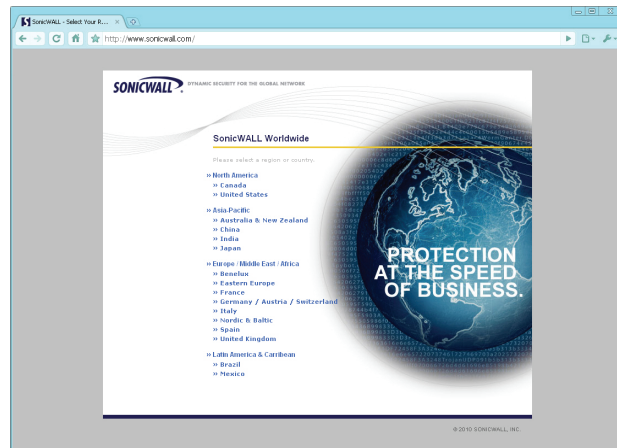 SonicWALL - Select Your R...
http://www.sonicwall.com/
SONICWALL
DYNAMIC SECURITY FOR THE GLOBAL NETWORK
SonicWALL Worldwide
Please select a region or country.
» North America
» Canada
» United States
» Asia-Pacific
» Australia & New Zealand
» China
» India
» Japan
» Europe / Middle East / Africa
» Benelux
» Eastern Europe
» France
» Germany / Austria / Switzerland
» Italy
» Nordic & Baltic
» Spain
» United Kingdom
» Latin America & Carribean
» Brazil
» Mexico
PROTECTION
AT THE SPEED
OF BUSINESS.
© 2010 SONICWALL, INC.